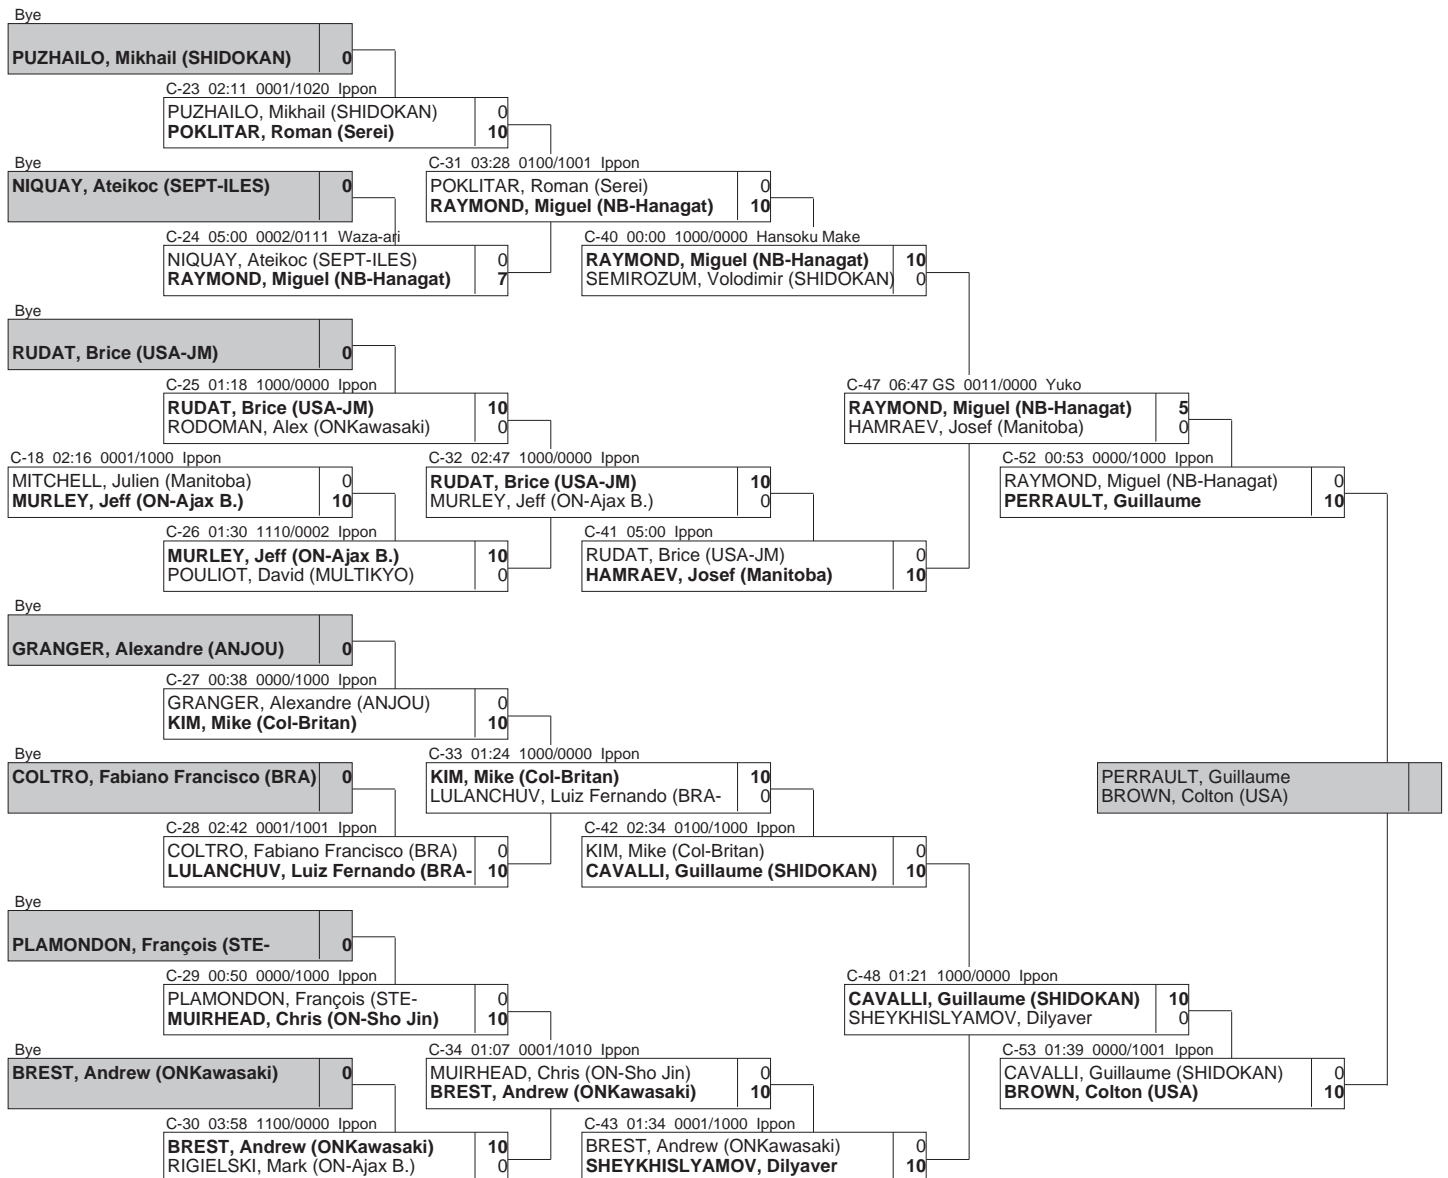 Bye
PUZHAILO, Mikhail (SHIDOKAN) 0
C-23 02:11 0001/1020 Ippon
PUZHAILO, Mikhail (SHIDOKAN) 0
POKLITAR, Roman (Serei) 10
Bye
NIQUAY, Ateikoc (SEPT-ILES) 0
C-31 03:28 0100/1001 Ippon
POKLITAR, Roman (Serei) 0
RAYMOND, Miguel (NB-Hanagat) 10
C-24 05:00 0002/0111 Waza-ari
NIQUAY, Ateikoc (SEPT-ILES) 0
RAYMOND, Miguel (NB-Hanagat) 7
C-40 00:00 1000/0000 Hansoku Make
RAYMOND, Miguel (NB-Hanagat) 10
SEMIROZUM, Volodimir (SHIDOKAN) 0
Bye
RUDAT, Brice (USA-JM) 0
C-25 01:18 1000/0000 Ippon
RUDAT, Brice (USA-JM) 10
RODOMAN, Alex (ONKawasaki) 0
C-47 06:47 GS 0011/0000 Yuko
RAYMOND, Miguel (NB-Hanagat) 5
HAMRAEV, Josef (Manitoba) 0
C-18 02:16 0001/1000 Ippon
MITCHELL, Julien (Manitoba) 0
MURLEY, Jeff (ON-Ajax B.) 10
C-32 02:47 1000/0000 Ippon
RUDAT, Brice (USA-JM) 10
MURLEY, Jeff (ON-Ajax B.) 0
C-52 00:53 0000/1000 Ippon
RAYMOND, Miguel (NB-Hanagat) 0
PERRAULT, Guillaume 10
C-26 01:30 1110/0002 Ippon
MURLEY, Jeff (ON-Ajax B.) 10
POULIOT, David (MULTIKYO) 0
C-41 05:00 Ippon
RUDAT, Brice (USA-JM) 0
HAMRAEV, Josef (Manitoba) 10
Bye
GRANGER, Alexandre (ANJOU) 0
C-27 00:38 0000/1000 Ippon
GRANGER, Alexandre (ANJOU) 0
KIM, Mike (Col-Britan) 10
Bye
COLTRO, Fabiano Francisco (BRA) 0
C-33 01:24 1000/0000 Ippon
KIM, Mike (Col-Britan) 10
LULANCHUV, Luiz Fernando (BRA- 0
PERRAULT, Guillaume
BROWN, Colton (USA)
C-28 02:42 0001/1001 Ippon
COLTRO, Fabiano Francisco (BRA) 0
LULANCHUV, Luiz Fernando (BRA- 10
C-42 02:34 0100/1000 Ippon
KIM, Mike (Col-Britan) 0
CAVALLI, Guillaume (SHIDOKAN) 10
Bye
PLAMONDON, François (STE- 0
C-29 00:50 0000/1000 Ippon
PLAMONDON, François (STE- 0
MUIRHEAD, Chris (ON-Sho Jin) 10
C-48 01:21 1000/0000 Ippon
CAVALLI, Guillaume (SHIDOKAN) 10
SHEYKHISLYAMOV, Dilyaver 0
Bye
BREST, Andrew (ONKawasaki) 0
C-34 01:07 0001/1010 Ippon
MUIRHEAD, Chris (ON-Sho Jin) 0
BREST, Andrew (ONKawasaki) 10
C-53 01:39 0000/1001 Ippon
CAVALLI, Guillaume (SHIDOKAN) 0
BROWN, Colton (USA) 10
C-30 03:58 1100/0000 Ippon
BREST, Andrew (ONKawasaki) 10
RIGIELSKI, Mark (ON-Ajax B.) 0
C-43 01:34 0001/1000 Ippon
BREST, Andrew (ONKawasaki) 0
SHEYKHISLYAMOV, Dilyaver 10